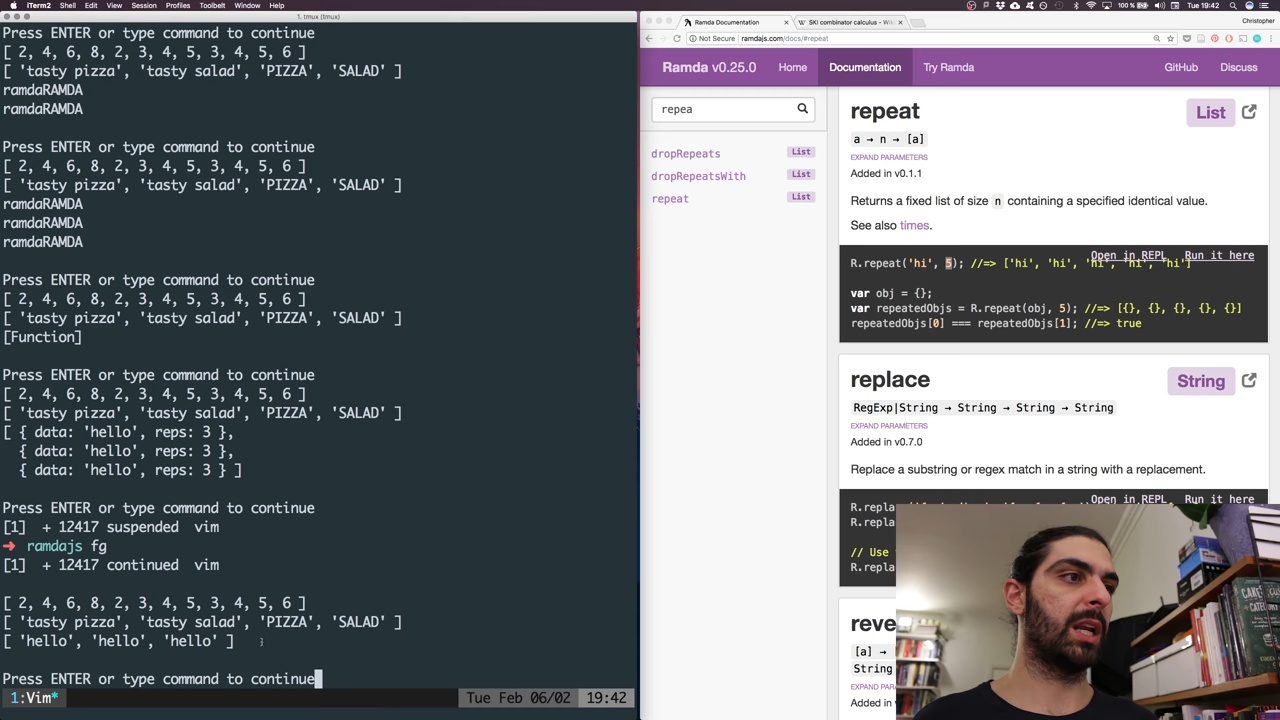 iTerm2 Shell Edit View Session Profiles Toolbelt Window Help
100 % Tue 19:42
1. tmux (tmux)
Press ENTER or type command to continue
[ 2, 4, 6, 8, 2, 3, 4, 5, 3, 4, 5, 6 ]
[ 'tasty pizza', 'tasty salad', 'PIZZA', 'SALAD' ]
ramdaRAMDA
ramdaRAMDA
Press ENTER or type command to continue
[ 2, 4, 6, 8, 2, 3, 4, 5, 3, 4, 5, 6 ]
[ 'tasty pizza', 'tasty salad', 'PIZZA', 'SALAD' ]
ramdaRAMDA
ramdaRAMDA
ramdaRAMDA
Press ENTER or type command to continue
[ 2, 4, 6, 8, 2, 3, 4, 5, 3, 4, 5, 6 ]
[ 'tasty pizza', 'tasty salad', 'PIZZA', 'SALAD' ]
[Function]
Press ENTER or type command to continue
[ 2, 4, 6, 8, 2, 3, 4, 5, 3, 4, 5, 6 ]
[ 'tasty pizza', 'tasty salad', 'PIZZA', 'SALAD' ]
[ { data: 'hello', reps: 3 },
{ data: 'hello', reps: 3 },
{ data: 'hello', reps: 3 } ]
Press ENTER or type command to continue
[1] + 12417 suspended vim
➜ ramdajs fg
[1] + 12417 continued vim
[ 2, 4, 6, 8, 2, 3, 4, 5, 3, 4, 5, 6 ]
[ 'tasty pizza', 'tasty salad', 'PIZZA', 'SALAD' ]
[ 'hello', 'hello', 'hello' ]
Press ENTER or type command to continue
1:Vim* Tue Feb 06/02 19:42
Ramda Documentation SKI combinator calculus - Wiki Christopher
Not Secure ramdajs.com/docs/#repeat
Ramda v0.25.0 Home Documentation Try Ramda GitHub Discuss
repea
dropRepeats List
dropRepeatsWith List
repeat List
repeat List
a → n → [a]
EXPAND PARAMETERS
Added in v0.1.1
Returns a fixed list of size n containing a specified identical value.
See also times.
Open in REPL Run it here
R.repeat('hi', 5); //=> ['hi', 'hi', 'hi', 'hi', 'hi']
var obj = {};
var repeatedObjs = R.repeat(obj, 5); //=> [{}, {}, {}, {}, {}]
repeatedObjs[0] === repeatedObjs[1]; //=> true
replace String
RegExp|String → String → String → String
EXPAND PARAMETERS
Added in v0.7.0
Replace a substring or regex match in a string with a replacement.
Open in REPL Run it here
R.repla
R.repla
// Use
R.repla
reve
[a] →
String
EXPAND PA
Added in v